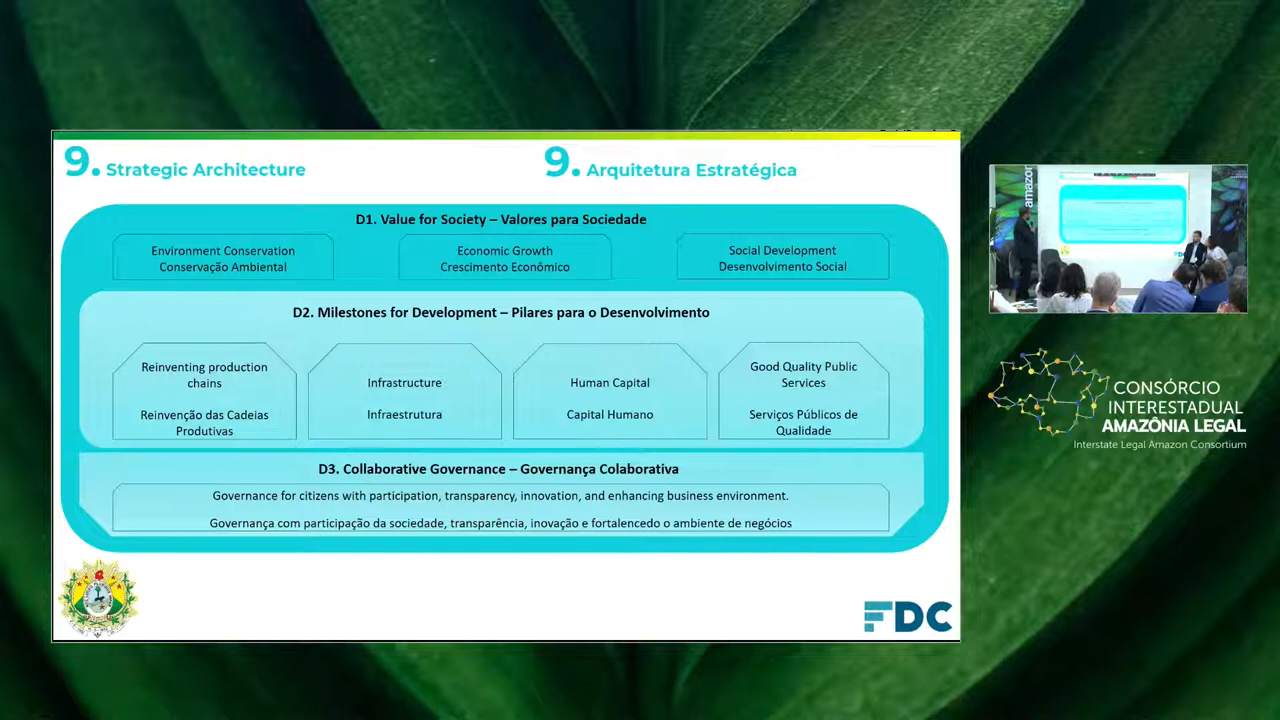 9. Strategic Architecture
9. Arquitetura Estratégica
D1. Value for Society – Valores para Sociedade
Environment Conservation
Conservação Ambiental
Economic Growth
Crescimento Econômico
Social Development
Desenvolvimento Social
D2. Milestones for Development – Pilares para o Desenvolvimento
Reinventing production
chains
Reinvenção das Cadeias
Produtivas
Infrastructure
Infraestrutura
Human Capital
Capital Humano
Good Quality Public
Services
Serviços Públicos de
Qualidade
D3. Collaborative Governance – Governança Colaborativa
Governance for citizens with participation, transparency, innovation, and enhancing business environment.
Governança com participação da sociedade, transparência, inovação e fortalencedo o ambiente de negócios
FDC
amazon
CONSÓRCIO
INTERESTADUAL
AMAZÔNIA LEGAL
Interstate Legal Amazon Consortium